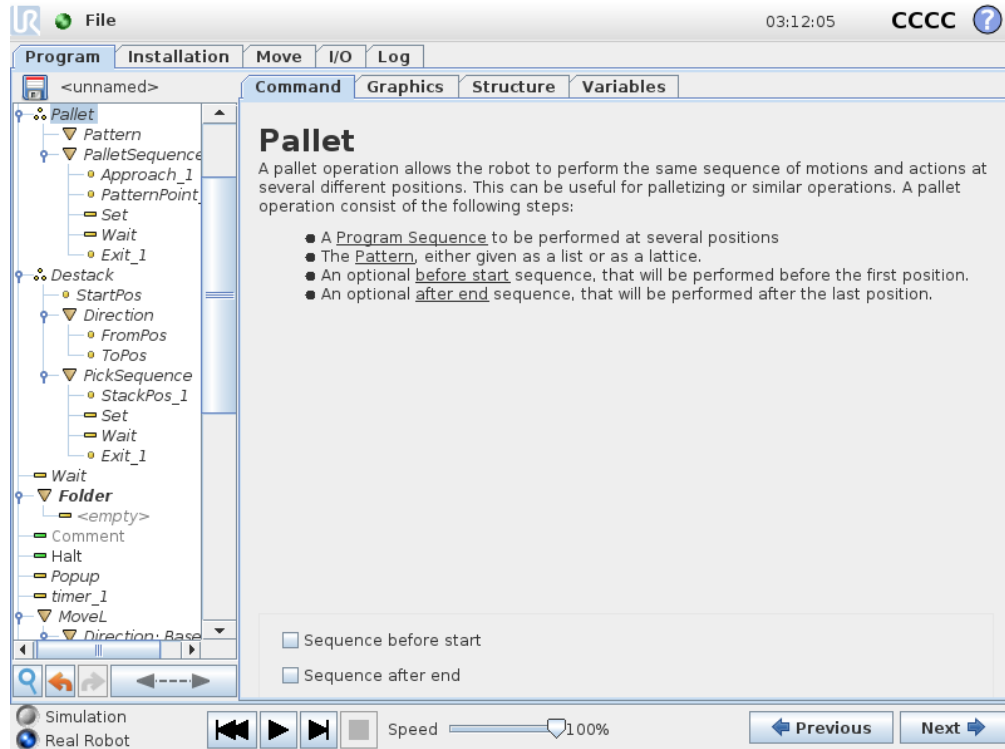 UR File 03:12:05 CCCC ?
Program Installation Move I/O Log
<unnamed>
Command Graphics Structure Variables
Pallet
Pattern
PalletSequence
Approach_1
PatternPoint_
Set
Wait
Exit_1
Destack
StartPos
Direction
FromPos
ToPos
PickSequence
StackPos_1
Set
Wait
Exit_1
Wait
Folder
<empty>
Comment
Halt
Popup
timer_1
MoveL
Direction: Base
Pallet
A pallet operation allows the robot to perform the same sequence of motions and actions at
several different positions. This can be useful for palletizing or similar operations. A pallet
operation consist of the following steps:
A Program Sequence to be performed at several positions
The Pattern, either given as a list or as a lattice.
An optional before start sequence, that will be performed before the first position.
An optional after end sequence, that will be performed after the last position.
Sequence before start
Sequence after end
Simulation
Real Robot
Speed 100%
Previous Next